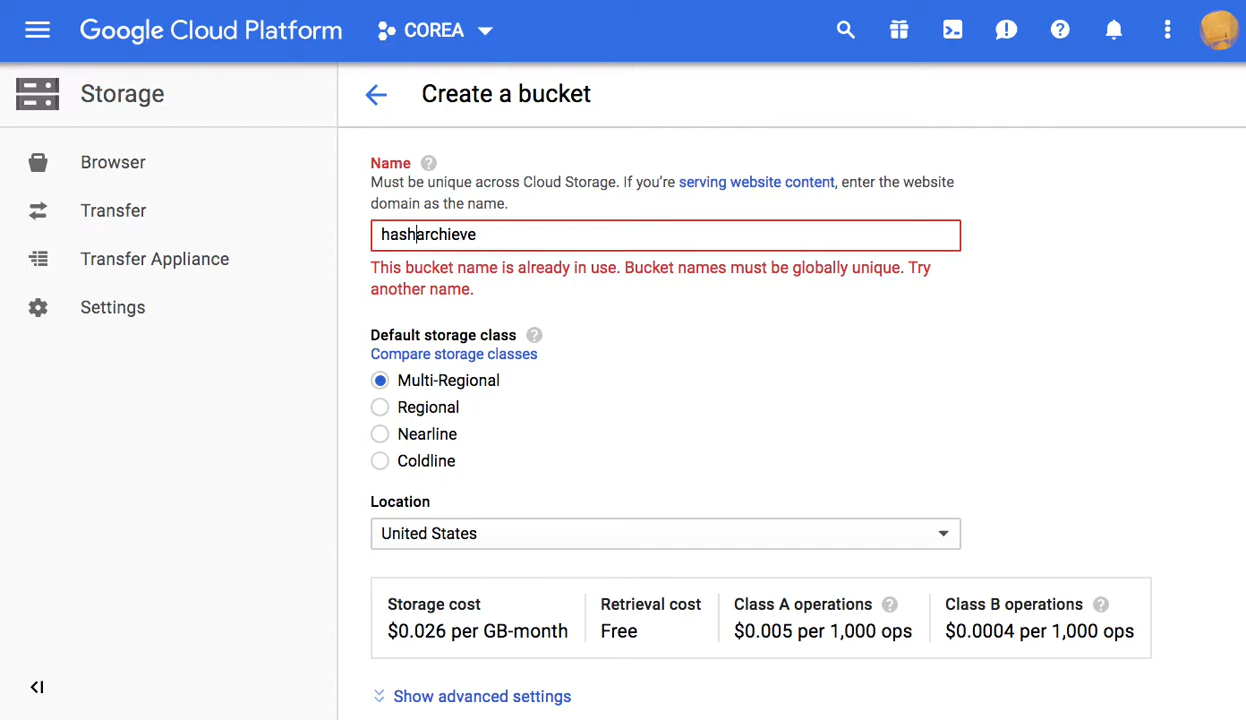 Google Cloud Platform
COREA
Storage
Create a bucket
Browser
Transfer
Transfer Appliance
Settings
Name
Must be unique across Cloud Storage. If you’re serving website content, enter the website
domain as the name.
hasharchieve
This bucket name is already in use. Bucket names must be globally unique. Try
another name.
Default storage class
Compare storage classes
Multi-Regional
Regional
Nearline
Coldline
Location
United States
Storage cost
$0.026 per GB-month
Retrieval cost
Free
Class A operations
$0.005 per 1,000 ops
Class B operations
$0.0004 per 1,000 ops
Show advanced settings